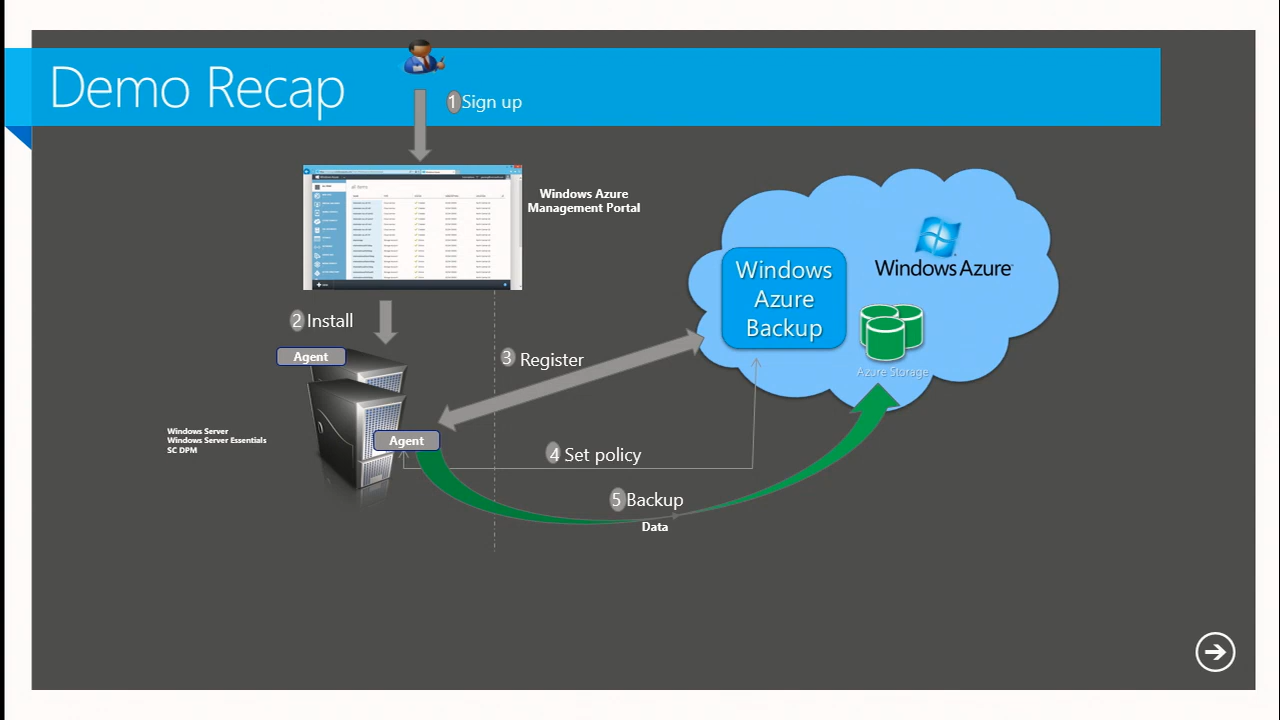 Demo Recap
1 Sign up
Windows Azure
Management Portal
Windows Azure
Windows
Azure
Backup
Azure Storage
2 Install
Agent
3 Register
Windows Server
Windows Server Essentials
SC DPM
Agent
4 Set policy
5 Backup
Data